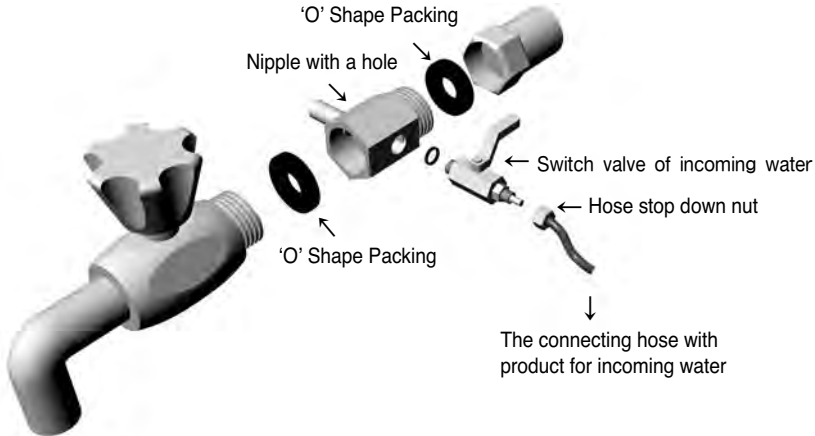 ‘O’ Shape Packing
Nipple with a hole
← Switch valve of incoming water
← Hose stop down nut
‘O’ Shape Packing
The connecting hose with
product for incoming water